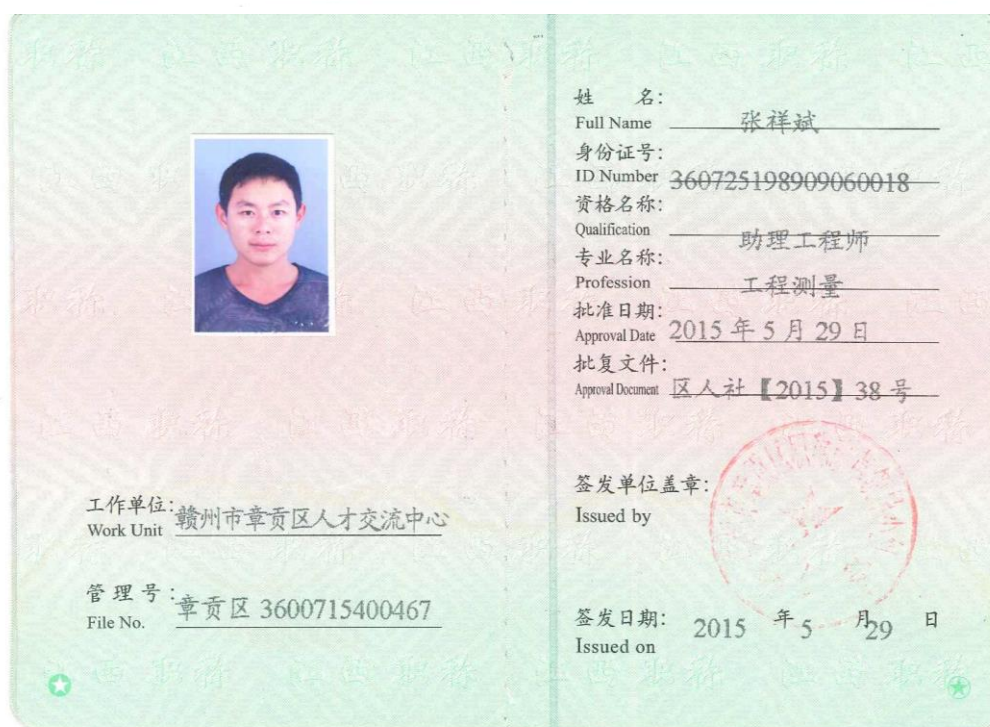 工作单位:
Work Unit 赣州市章贡区人才交流中心
管 理 号:
File No. 章贡区 3600715400467
姓 名:
Full Name 张祥斌
身份证号:
ID Number 360725198909060018
资格名称:
Qualification 助理工程师
专业名称:
Profession 工程测量
批准日期:
Approval Date 2015 年 5 月 29 日
批复文件:
Approval Document 区人社【2015】38 号
签发单位盖章:
Issued by
签发日期: 2015 年 5 月 29 日
Issued on
江西职称